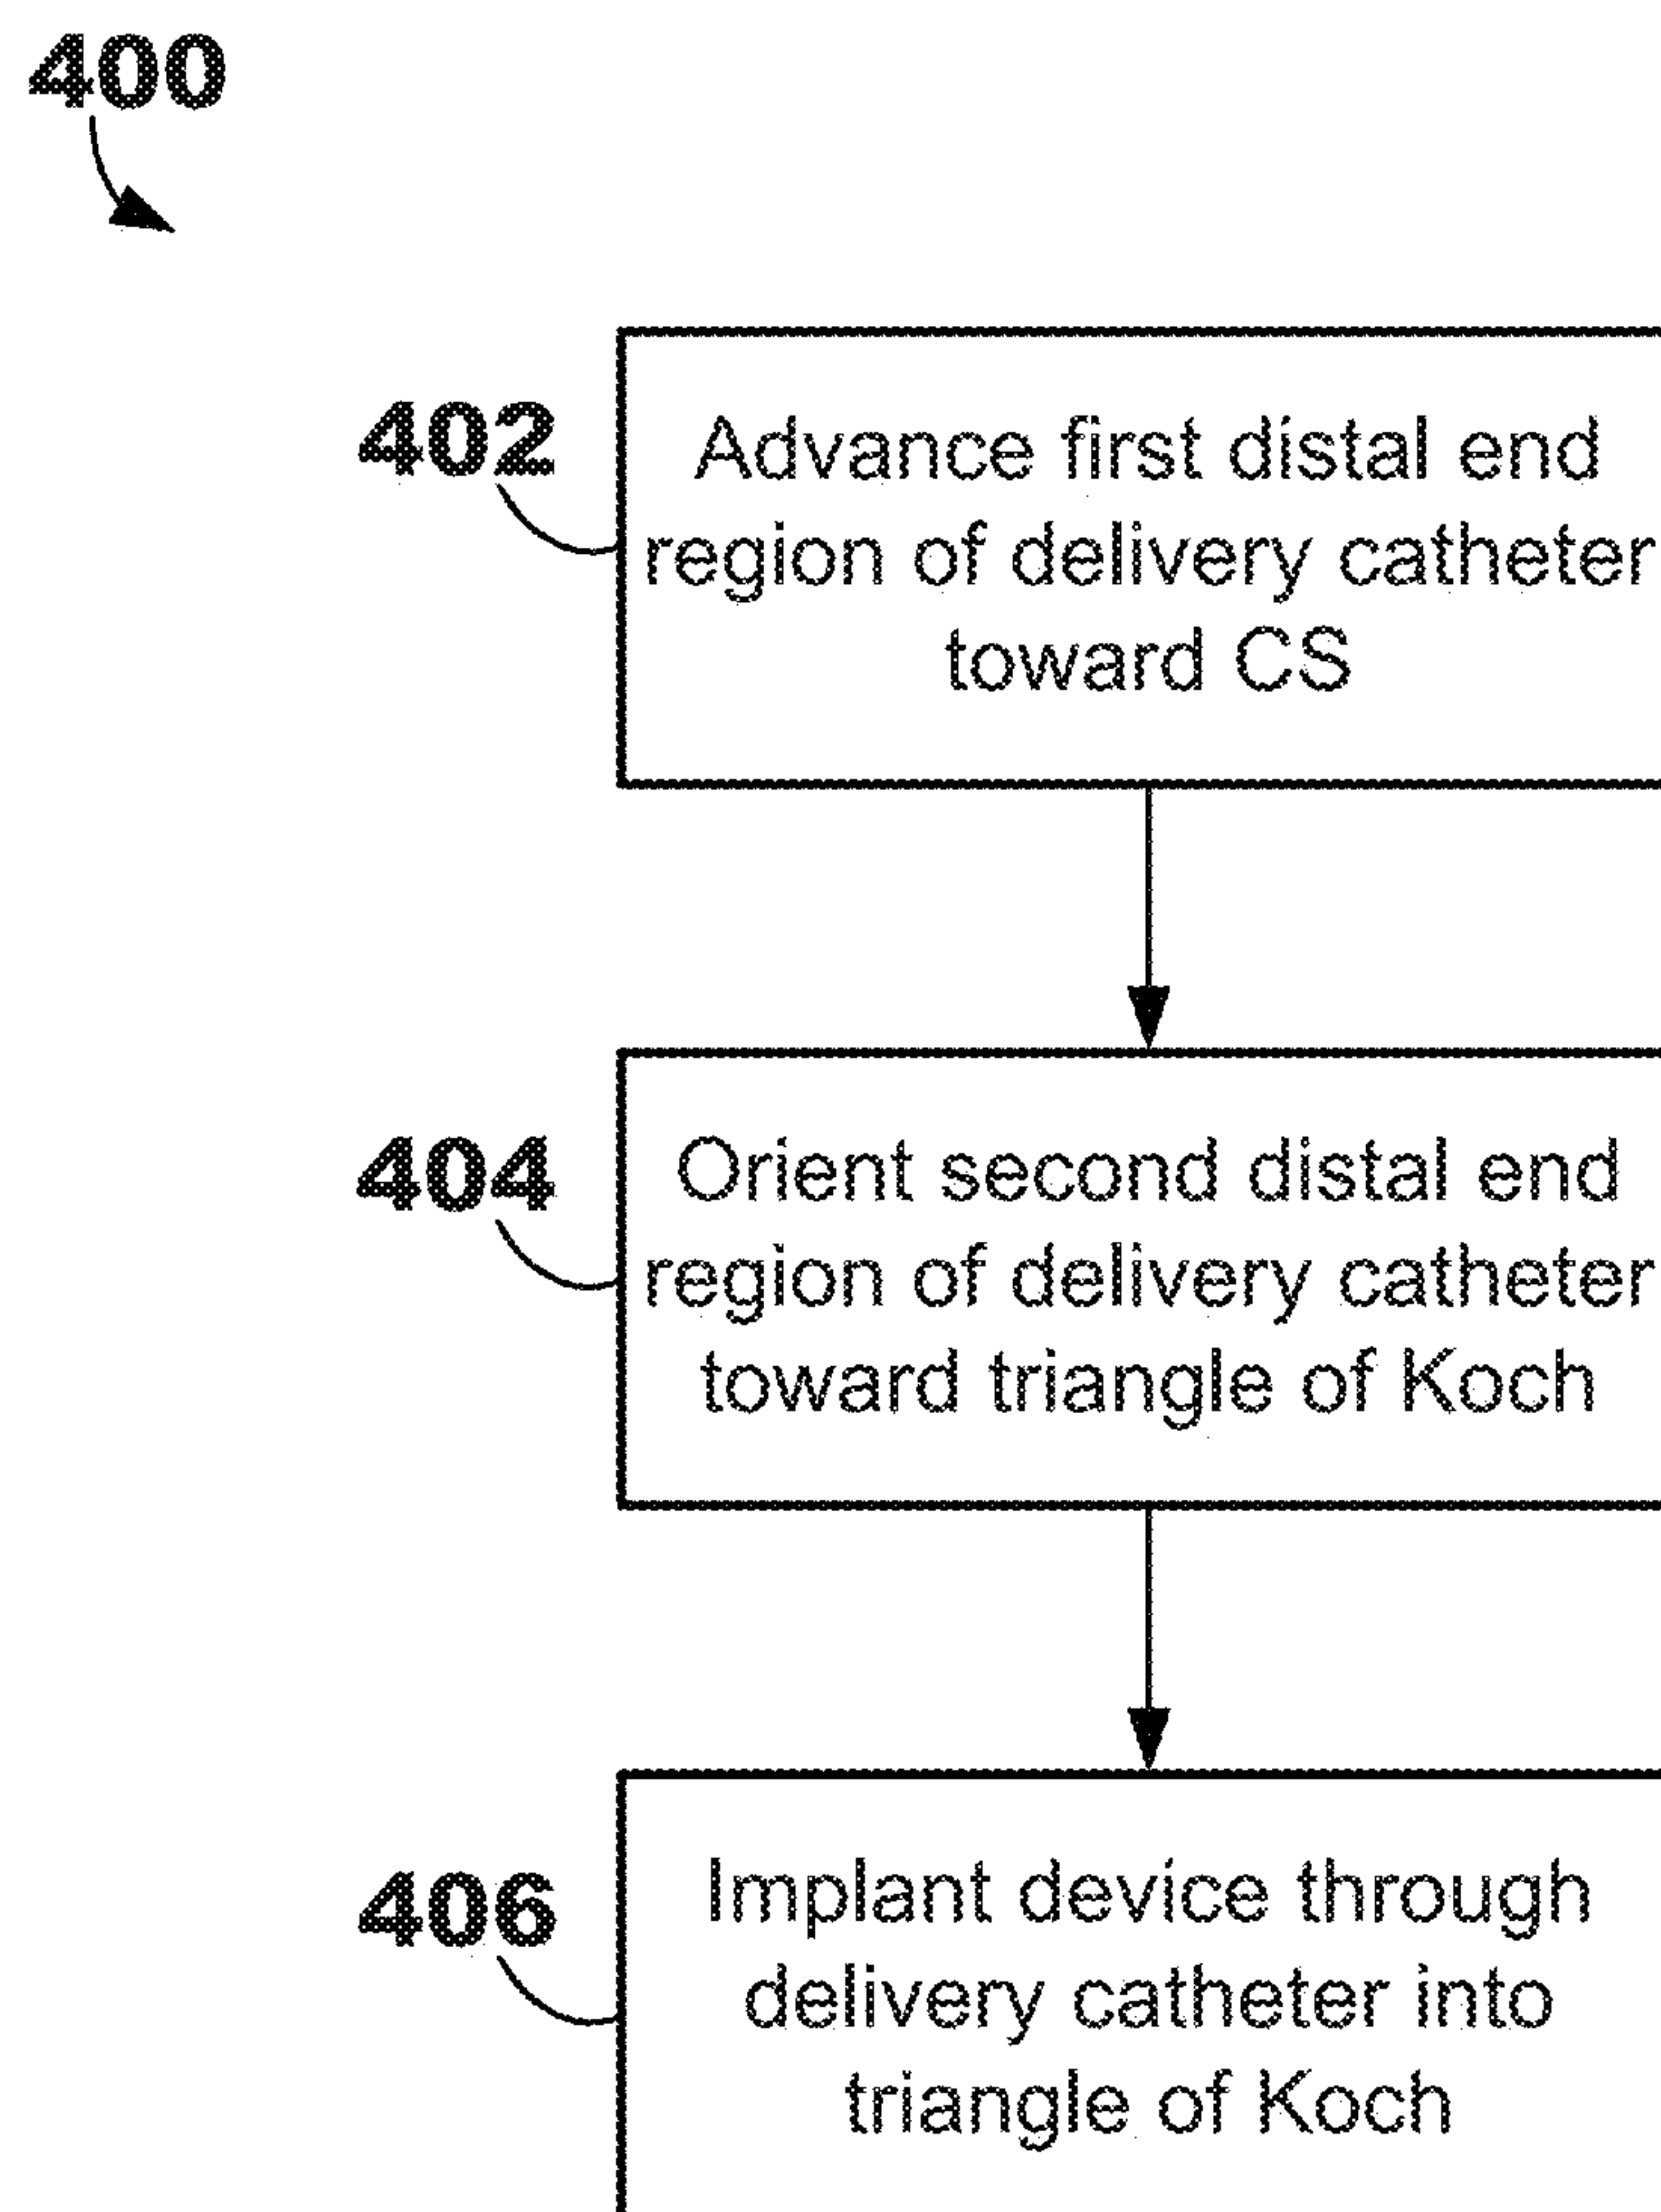 400
402
Advance first distal end
region of delivery catheter
toward CS
404
Orient second distal end
region of delivery catheter
toward triangle of Koch
406
Implant device through
delivery catheter into
triangle of Koch